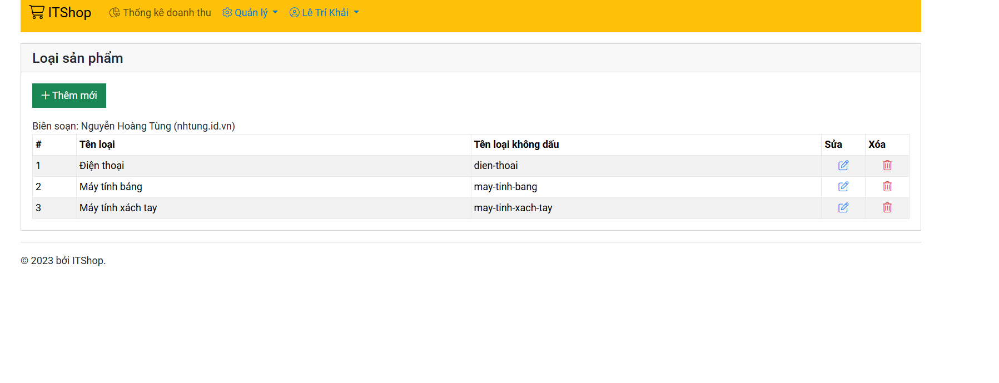 ITShop Thống kê doanh thu Quản lý Lê Trí Khải
Loại sản phẩm
Thêm mới
Biên soạn: Nguyễn Hoàng Tùng (nhtung.id.vn)
# Tên loại Tên loại không dấu Sửa Xóa
1 Điện thoại dien-thoai
2 Máy tính bảng may-tinh-bang
3 Máy tính xách tay may-tinh-xach-tay
© 2023 bởi ITShop.